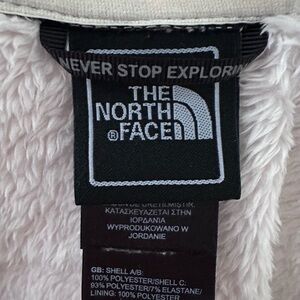 NEVER STOP EXPLORIN
THE
NORTH
®FACE
ΚΑΤΑΣΚΕΥΑΖΕΤΑΙ ΣΤΗΝ
ΙΟΡΔΑΝΙΑ
WYPRODUKOWANO W
JORDANIE
GB: SHELL A/B:
100% POLYESTER/SHELL C:
93% POLYESTER/7% ELASTANE/
LINING: 100% POLYESTER